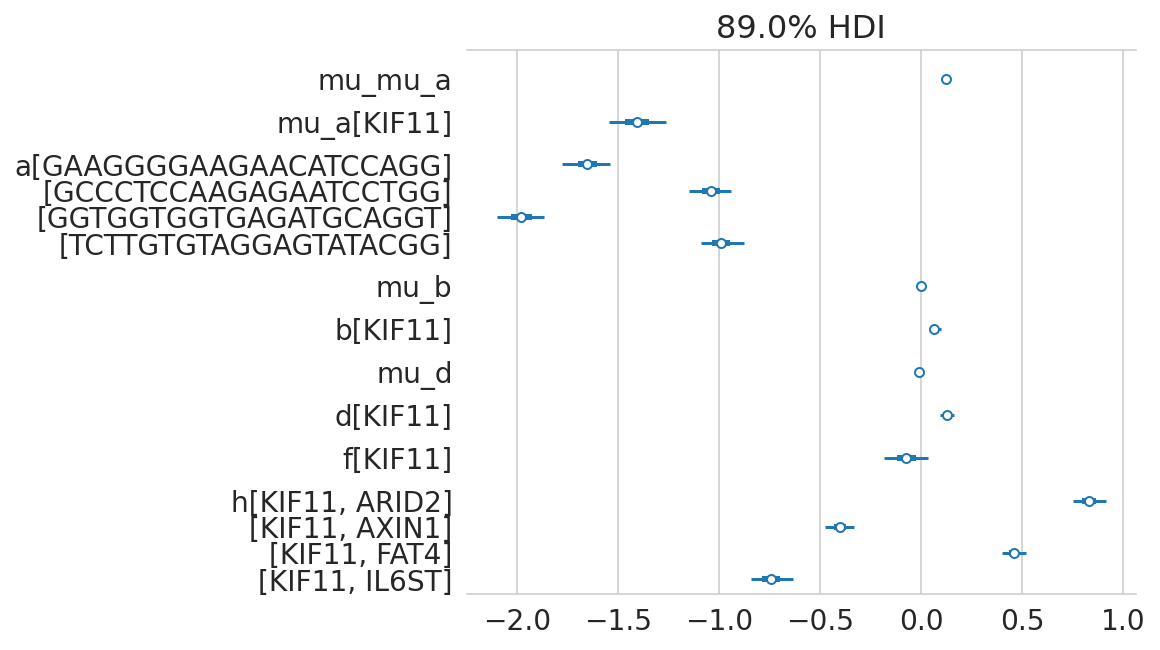 89.0% HDI
mu_mu_a
mu_a[KIF11]
a[GAAGGGGAAGAACATCCAGG]
[GCCCTCCAAGAGAATCCTGG]
[GGTGGTGGTGAGATGCAGGT]
[TCTTGTGTAGGAGTATACGG]
mu_b
b[KIF11]
mu_d
d[KIF11]
f[KIF11]
h[KIF11, ARID2]
[KIF11, AXIN1]
[KIF11, FAT4]
[KIF11, IL6ST]
−2.0 −1.5 −1.0 −0.5 0.0 0.5 1.0